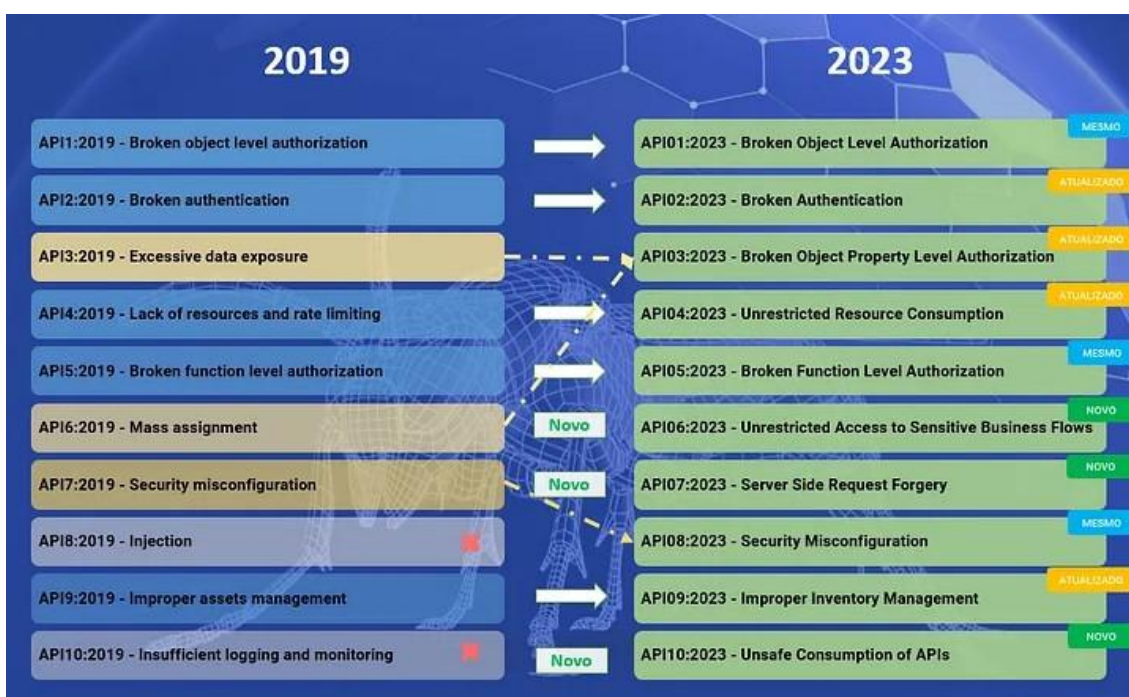 2019
2023
API1:2019 - Broken object level authorization
API01:2023 - Broken Object Level Authorization
MESMO
API2:2019 - Broken authentication
API02:2023 - Broken Authentication
ATUALIZADO
API3:2019 - Excessive data exposure
API03:2023 - Broken Object Property Level Authorization
ATUALIZADO
API4:2019 - Lack of resources and rate limiting
API04:2023 - Unrestricted Resource Consumption
ATUALIZADO
API5:2019 - Broken function level authorization
API05:2023 - Broken Function Level Authorization
MESMO
API6:2019 - Mass assignment
Novo
API06:2023 - Unrestricted Access to Sensitive Business Flows
NOVO
API7:2019 - Security misconfiguration
Novo
API07:2023 - Server Side Request Forgery
NOVO
API8:2019 - Injection
API08:2023 - Security Misconfiguration
MESMO
API9:2019 - Improper assets management
API09:2023 - Improper Inventory Management
ATUALIZADO
API10:2019 - Insufficient logging and monitoring
Novo
API10:2023 - Unsafe Consumption of APIs
NOVO